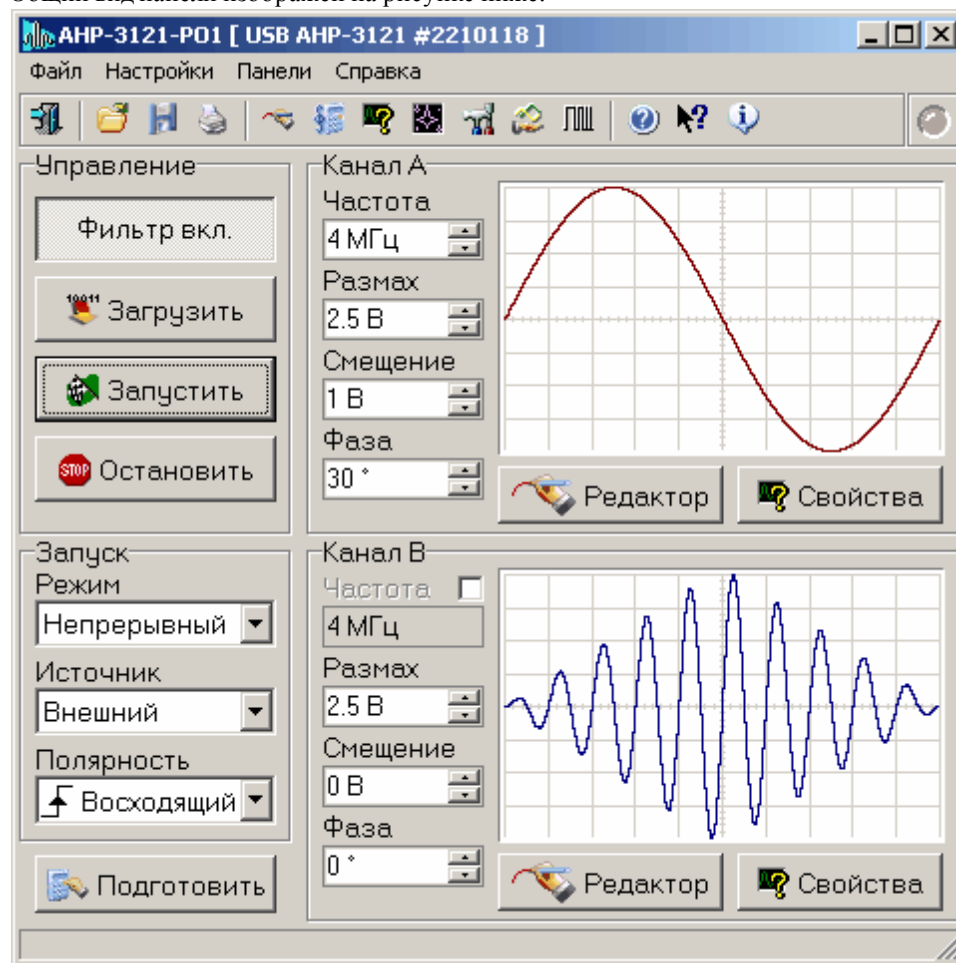 общий вид панели изображен на рисунке ниже.
АНР-3121-ПО1 [ USB АНР-3121 #2210118 ]
Файл Настройки Панели Справка
Управление
Фильтр вкл.
10011
Загрузить
Запустить
STOP Остановить
Канал А
Частота
4 МГц
Размах
2.5 В
Смещение
1 В
Фаза
30 °
Редактор
Свойства
Запуск
Режим
Непрерывный
Источник
Внешний
Полярность
Восходящий
Подготовить
Канал В
Частота
4 МГц
Размах
2.5 В
Смещение
0 В
Фаза
0 °
Редактор
Свойства